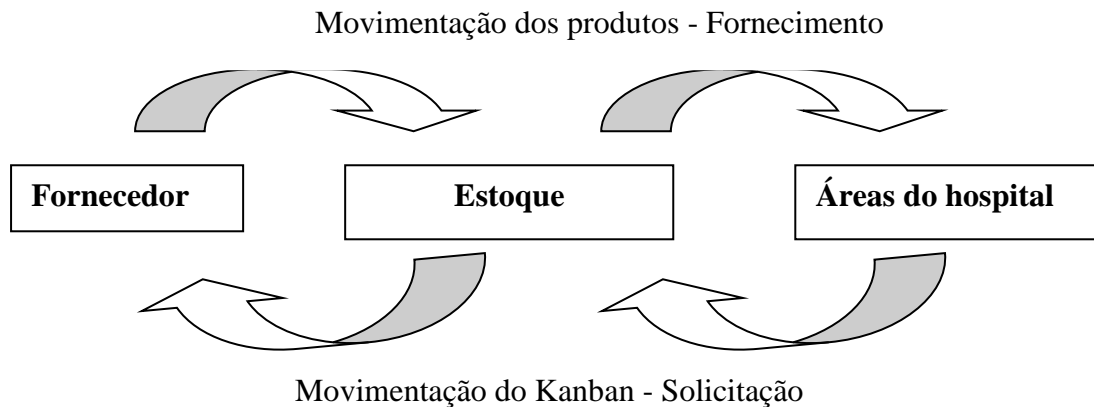 Movimentação dos produtos - Fornecimento
Fornecedor
Estoque
Áreas do hospital
Movimentação do Kanban - Solicitação